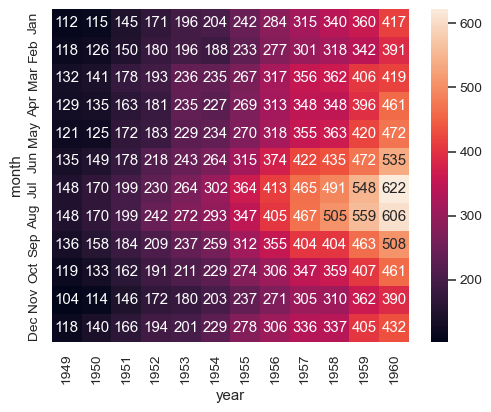 Jan 112 115 145 171 196 204 242 284 315 340 360 417
Feb 118 126 150 180 196 188 233 277 301 318 342 391
Mar 132 141 178 193 236 235 267 317 356 362 406 419
Apr 129 135 163 181 235 227 269 313 348 348 396 461
May 121 125 172 183 229 234 270 318 355 363 420 472
Jun 135 149 178 218 243 264 315 374 422 435 472 535
Jul 148 170 199 230 264 302 364 413 465 491 548 622
Aug 148 170 199 242 272 293 347 405 467 505 559 606
Sep 136 158 184 209 237 259 312 355 404 404 463 508
Oct 119 133 162 191 211 229 274 306 347 359 407 461
Nov 104 114 146 172 180 203 237 271 305 310 362 390
Dec 118 140 166 194 201 229 278 306 336 337 405 432
month
1949 1950 1951 1952 1953 1954 1955 1956 1957 1958 1959 1960
year
600
500
400
300
200